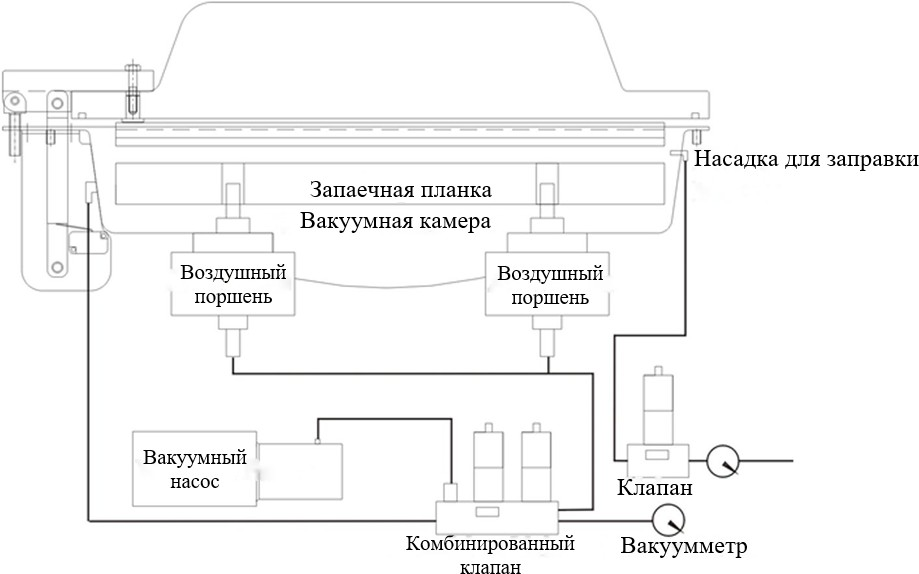 Насадка для заправки
Запаечная планка
Вакуумная камера
Воздушный
поршень
Воздушный
поршень
Вакуумный
насос
Клапан
Комбинированный
клапан
Вакуумметр